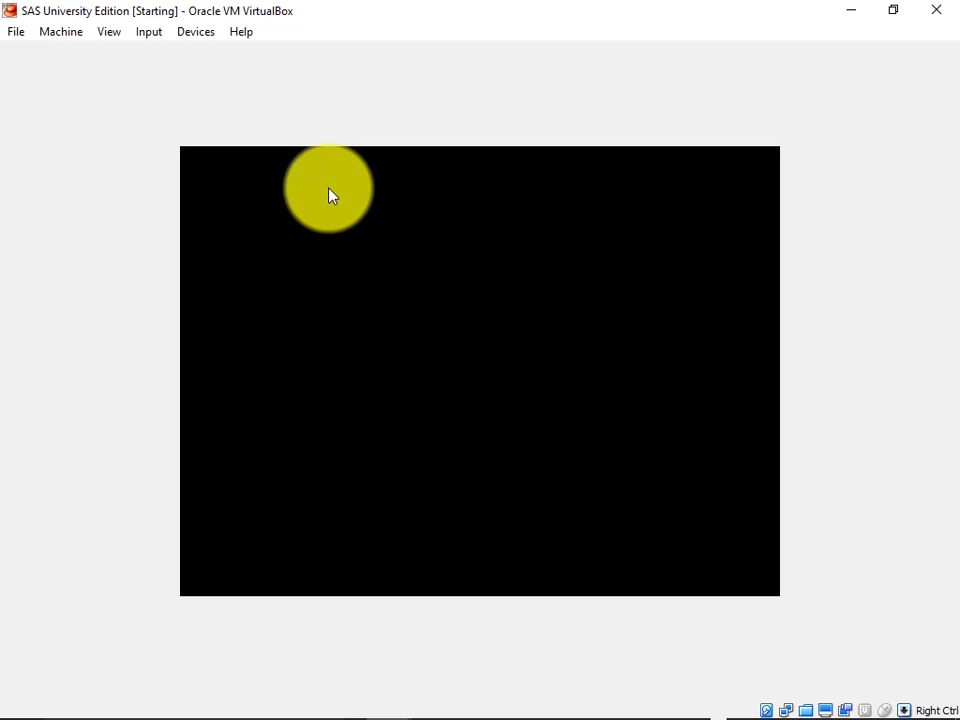 SAS University Edition [Starting] - Oracle VM VirtualBox
File Machine View Input Devices Help
Right Ctrl